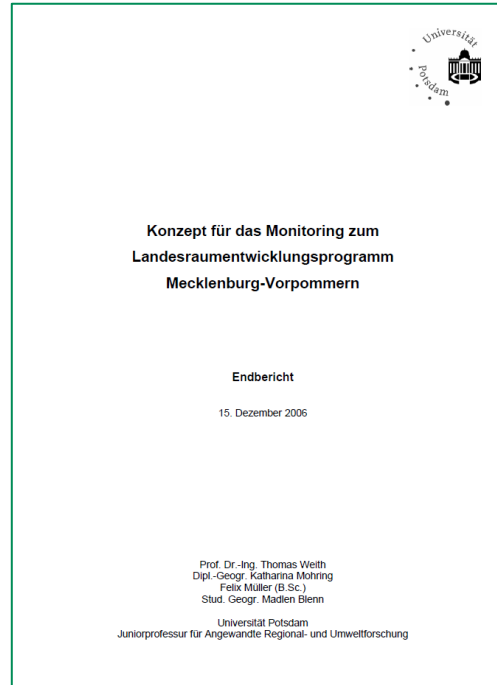 Universität
Potsdam
Konzept für das Monitoring zum
Landesraumentwicklungsprogramm
Mecklenburg-Vorpommern
Endbericht
15. Dezember 2006
Prof. Dr.-Ing. Thomas Weith
Dipl.-Geogr. Katharina Mohring
Felix Müller (B.Sc.)
Stud. Geogr. Madlen Blenn
Universität Potsdam
Juniorprofessur für Angewandte Regional- und Umweltforschung